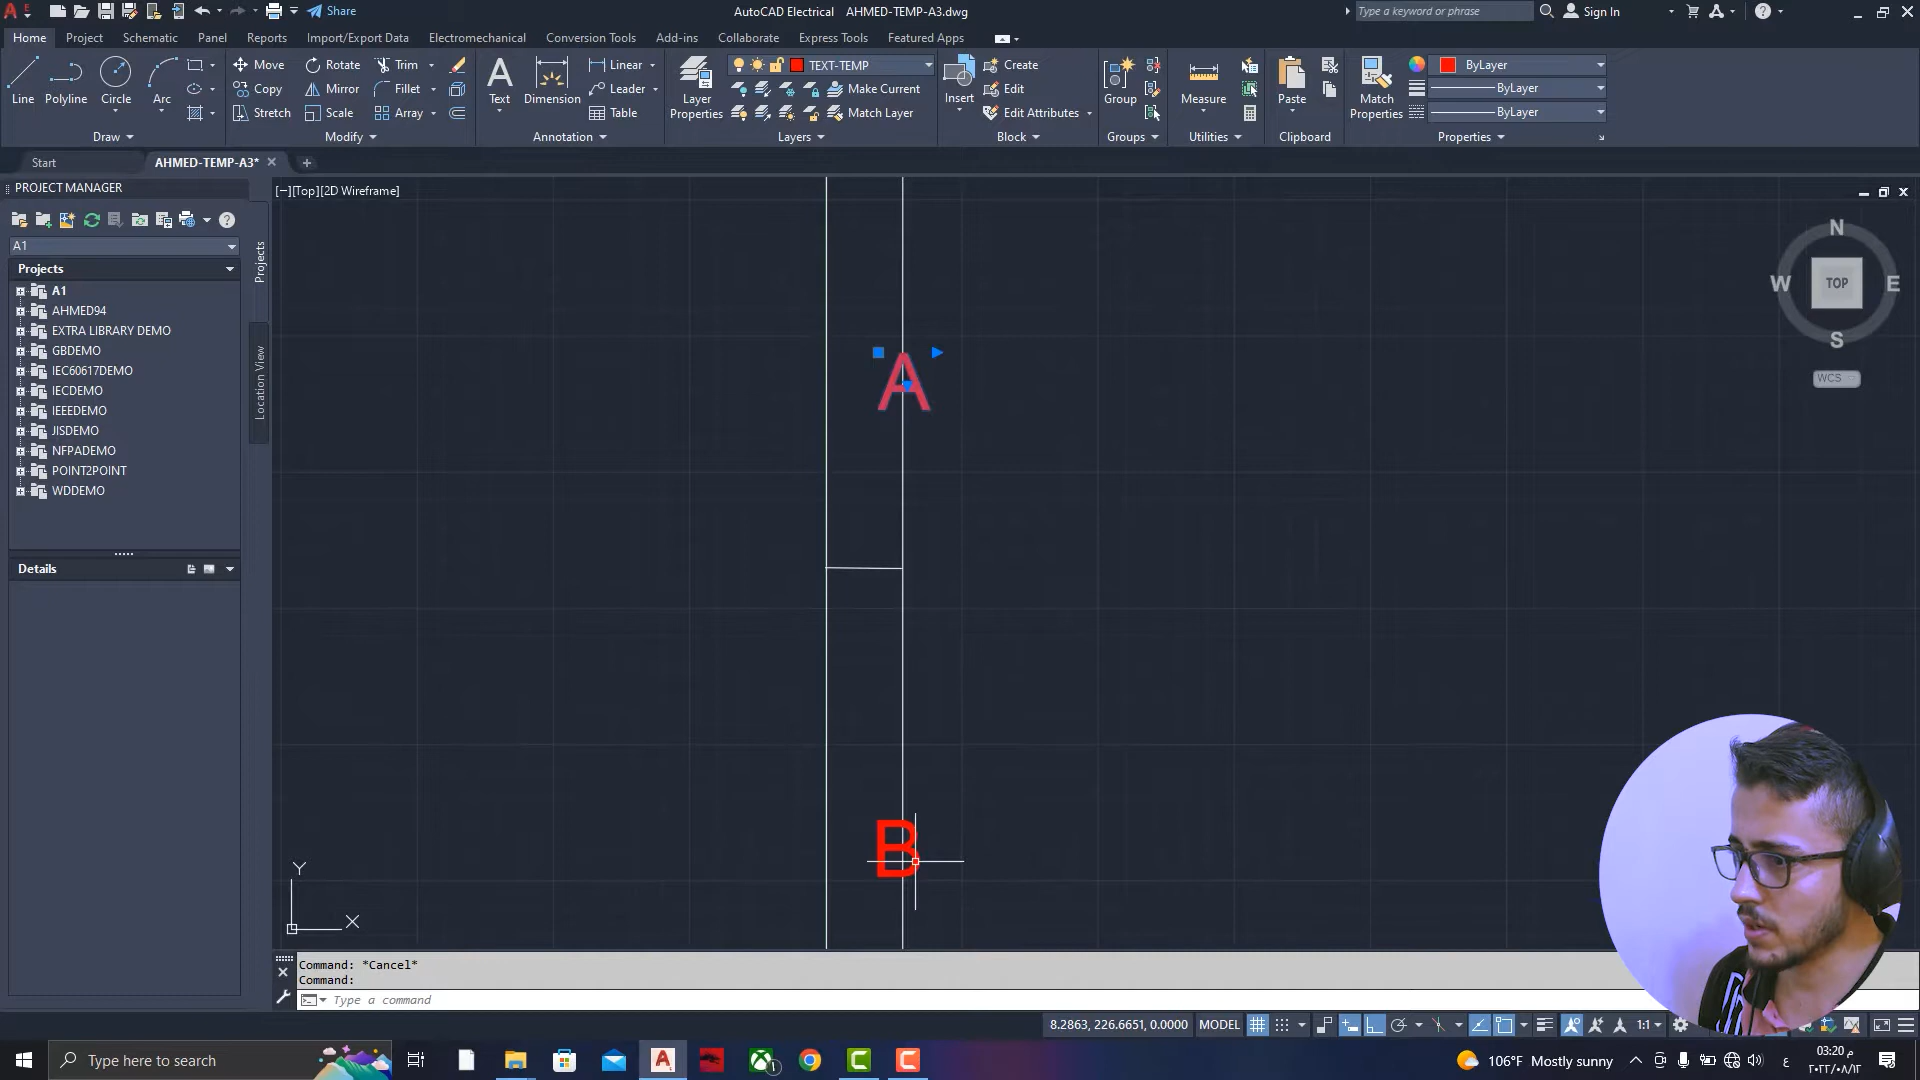 Share
AutoCAD Electrical AHMED-TEMP-A3.dwg
Type a keyword or phrase
Sign In
Home Project Schematic Panel Reports Import/Export Data Electromechanical Conversion Tools Add-ins Collaborate Express Tools Featured Apps
Line Polyline Circle Arc
Move Rotate Trim
Copy Mirror Fillet
Stretch Scale Array
Text Dimension
Linear
Leader
Table
Layer Properties
TEXT-TEMP
Make Current
Match Layer
Insert
Create
Edit
Edit Attributes
Group
Measure
Paste
Match Properties
ByLayer
ByLayer
ByLayer
Draw Modify Annotation Layers Block Groups Utilities Clipboard Properties
Start AHMED-TEMP-A3*
PROJECT MANAGER
A1
Projects
A1
AHMED94
EXTRA LIBRARY DEMO
GBDEMO
IEC60617DEMO
IECDEMO
IEEEDEMO
JISDEMO
NFPADEMO
POINT2POINT
WDDEMO
Details
Projects
Location View
[−][Top][2D Wireframe]
N
W TOP E
S
WCS
A
B
Y
X
Command: *Cancel*
Command:
Type a command
8.2863, 226.6651, 0.0000 MODEL 1:1
Type here to search
106°F Mostly sunny
ع
03:20 م
٢٠٢٢/٠٨/١٢